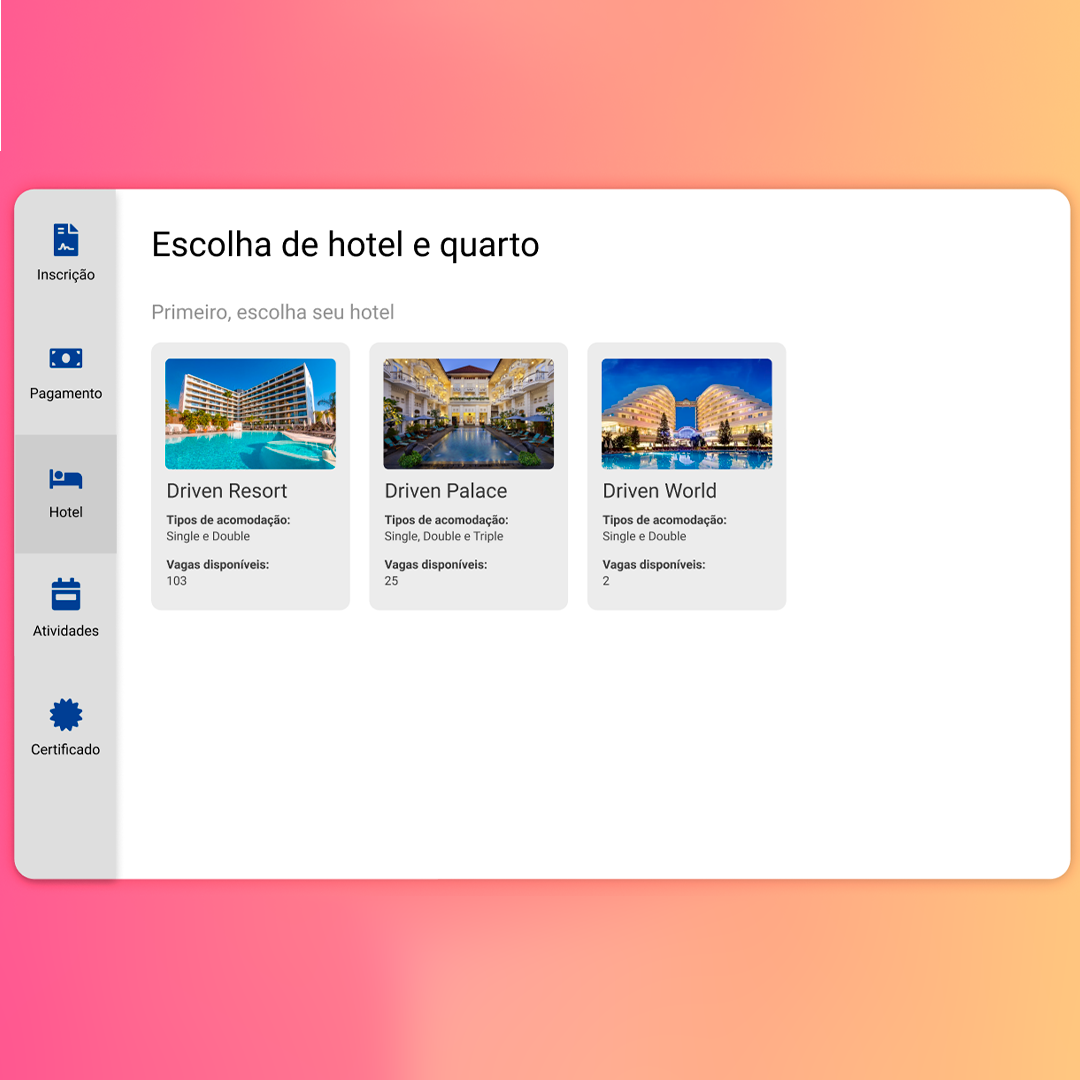 Inscrição
Pagamento
Hotel
Atividades
Certificado
Escolha de hotel e quarto
Primeiro, escolha seu hotel
Driven Resort
Tipos de acomodação:
Single e Double
Vagas disponíveis:
103
Driven Palace
Tipos de acomodação:
Single, Double e Triple
Vagas disponíveis:
25
Driven World
Tipos de acomodação:
Single e Double
Vagas disponíveis:
2